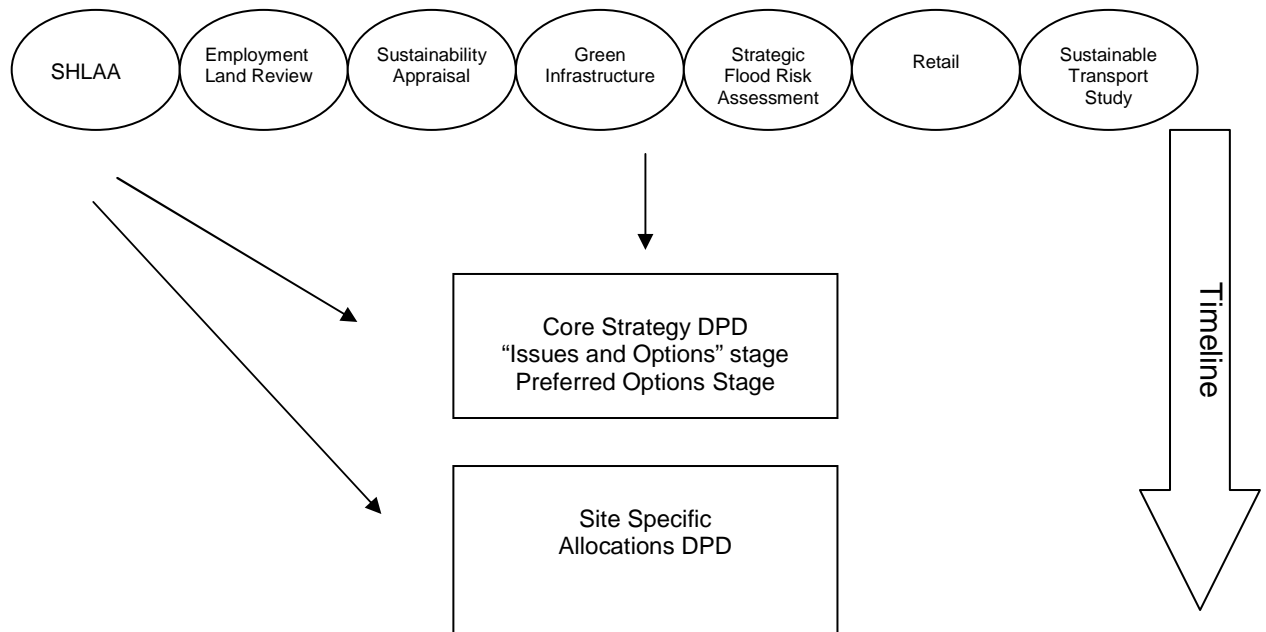 SHLAA
Employment
Land Review
Sustainability
Appraisal
Green
Infrastructure
Strategic
Flood Risk
Assessment
Retail
Sustainable
Transport
Study
Timeline
Core Strategy DPD
“Issues and Options” stage
Preferred Options Stage
Site Specific
Allocations DPD